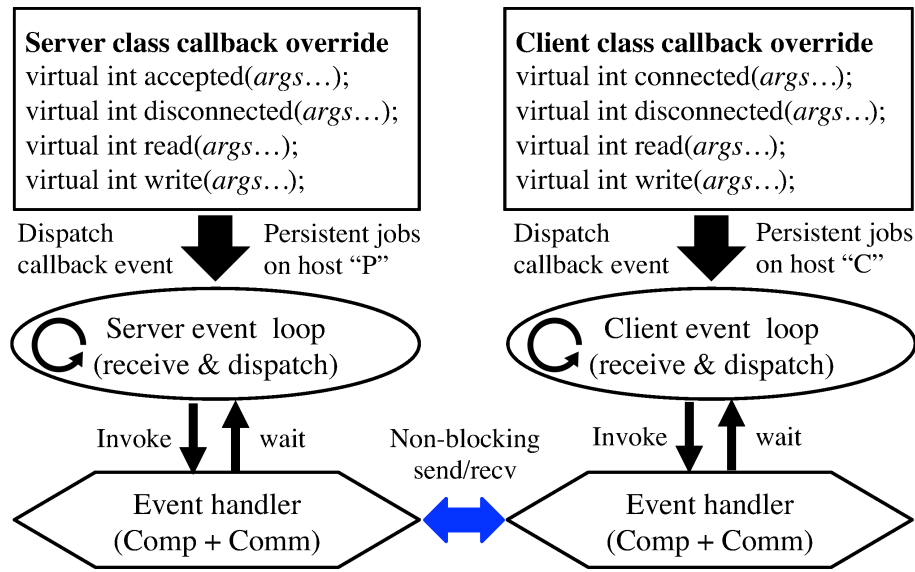 Server class callback override
virtual int accepted(args…);
virtual int disconnected(args…);
virtual int read(args…);
virtual int write(args…);
Client class callback override
virtual int connected(args…);
virtual int disconnected(args…);
virtual int read(args…);
virtual int write(args…);
Dispatch
callback event
Persistent jobs
on host “P”
Dispatch
callback event
Persistent jobs
on host “C”
Server event loop
(receive & dispatch)
Client event loop
(receive & dispatch)
Invoke
wait
Non-blocking
send/recv
Invoke
wait
Event handler
(Comp + Comm)
Event handler
(Comp + Comm)